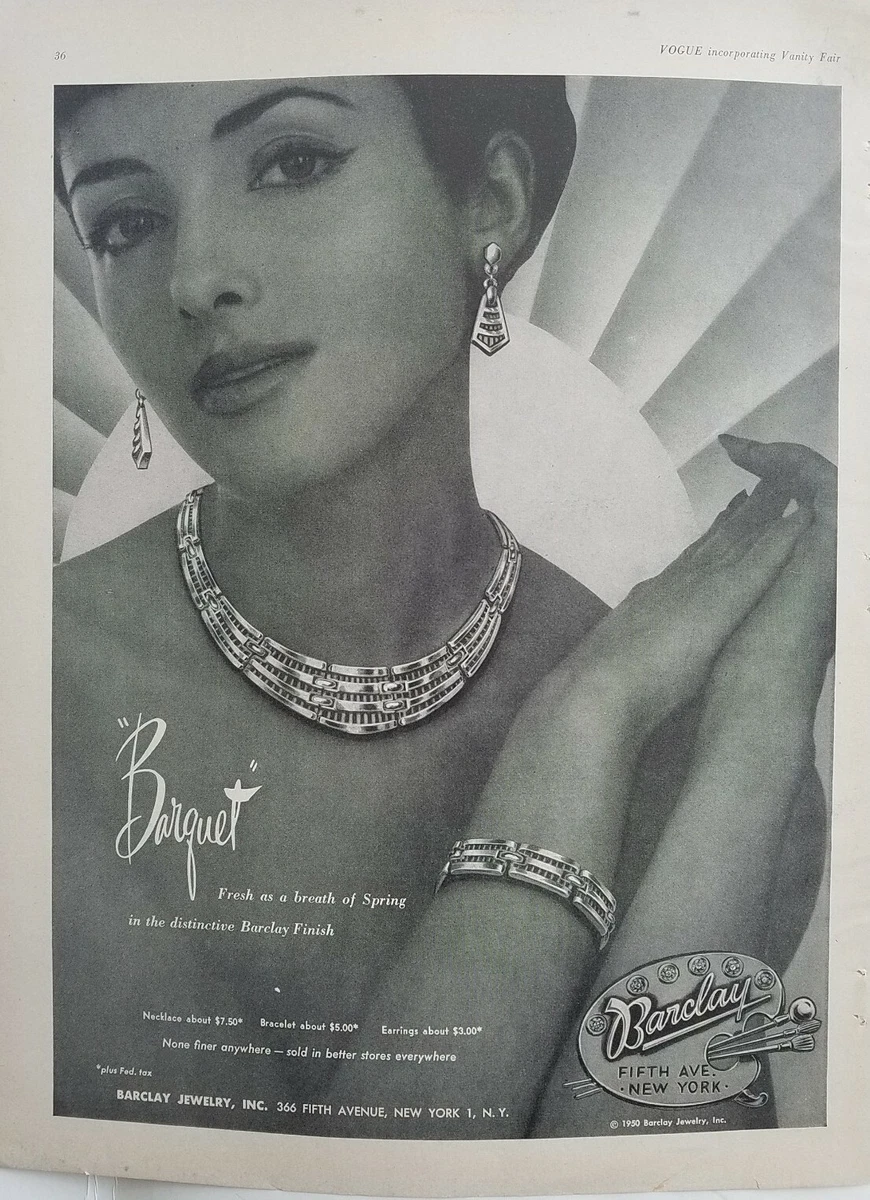 36
VOGUE incorporating Vanity Fair
"Barquet"
Fresh as a breath of Spring
in the distinctive Barclay Finish
Necklace about $7.50* Bracelet about $5.00* Earrings about $3.00*
None finer anywhere — sold in better stores everywhere
*plus Fed. tax
BARCLAY JEWELRY, INC. 366 FIFTH AVENUE, NEW YORK 1, N. Y.
Barclay
FIFTH AVE.
·NEW YORK·
© 1950 Barclay Jewelry, Inc.